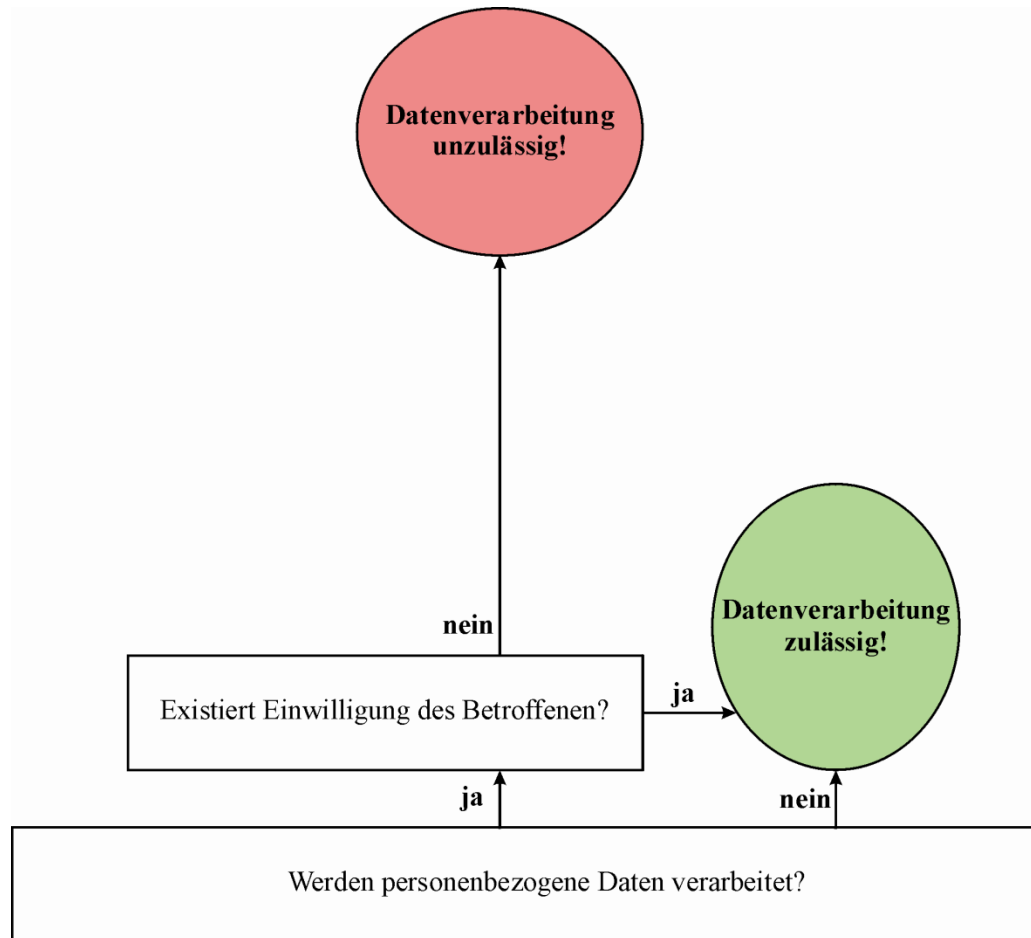 Datenverarbeitung
unzulässig!
nein
Datenverarbeitung
zulässig!
Existiert Einwilligung des Betroffenen?
ja
ja
nein
Werden personenbezogene Daten verarbeitet?